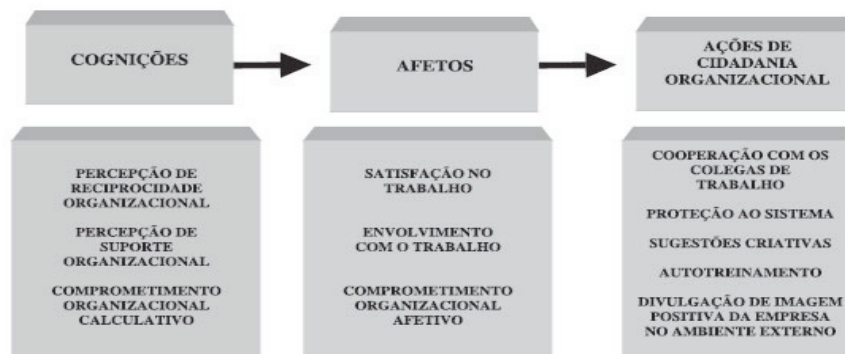 COGNIÇÕES
AFETOS
AÇÕES DE
CIDADANIA
ORGANIZACIONAL
PERCEPÇÃO DE
RECIPROCIDADE
ORGANIZACIONAL
PERCEPÇÃO DE
SUPORTE
ORGANIZACIONAL
COMPROMETIMENTO
ORGANIZACIONAL
CALCULATIVO
SATISFAÇÃO NO
TRABALHO
ENVOLVIMENTO
COM O TRABALHO
COMPROMETIMENTO
ORGANIZACIONAL
AFETIVO
COOPERAÇÃO COM OS
COLEGAS DE
TRABALHO
PROTEÇÃO AO SISTEMA
SUGESTÕES CRIATIVAS
AUTOTREINAMENTO
DIVULGAÇÃO DE IMAGEM
POSITIVA DA EMPRESA
NO AMBIENTE EXTERNO